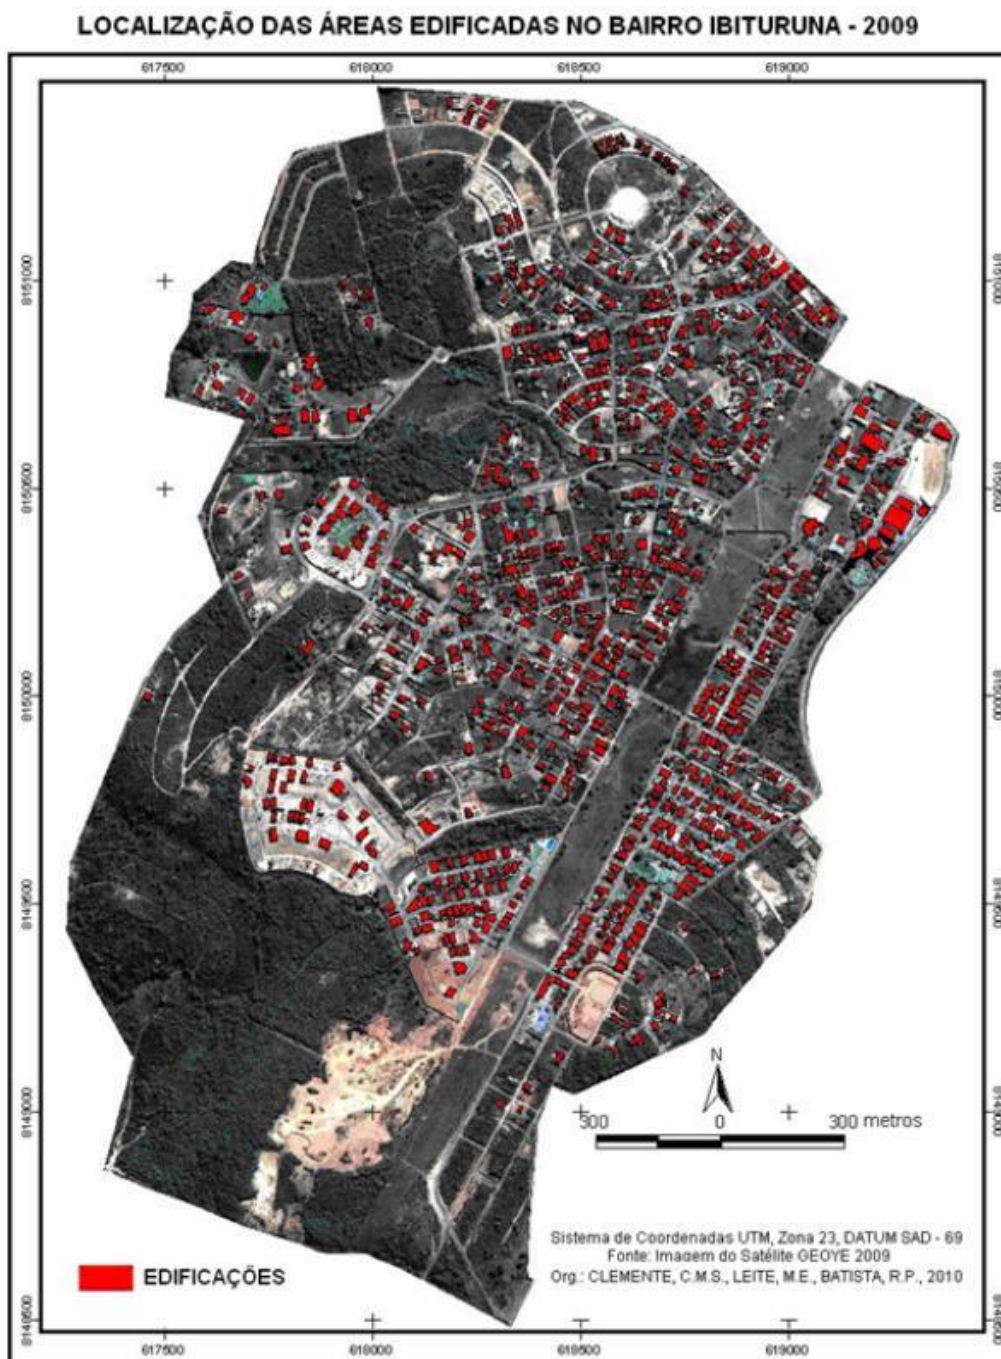 LOCALIZAÇÃO DAS ÁREAS EDIFICADAS NO BAIRRO IBITURUNA - 2009
617500 618000 618500 619000
8151000
8150500 8150500
8150000
8149500
8149000
8148500
N
300 0 300 metros
Sistema de Coordenadas UTM, Zona 23, DATUM SAD - 69
Fonte: Imagem do Satélite GEOYE 2009
Org.: CLEMENTE, C.M.S., LEITE, M.E., BATISTA, R.P., 2010
EDIFICAÇÕES
617500 618000 618500 619000